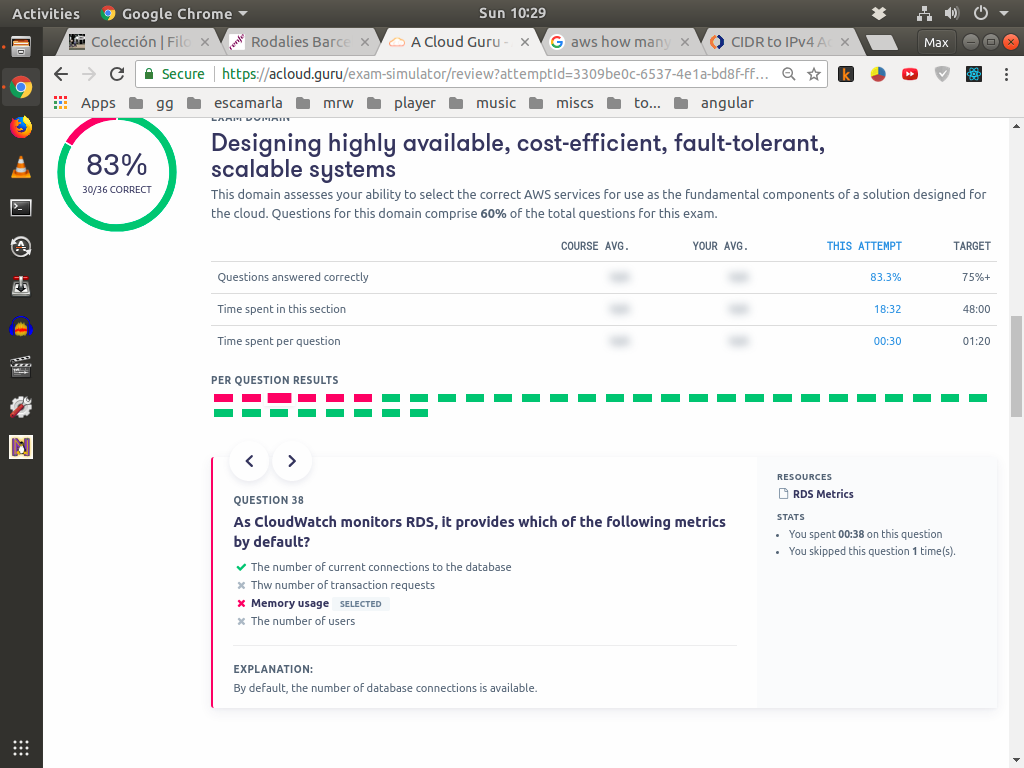 Activities Google Chrome Sun 10:29
Colección | Filo Rodalies Barce A Cloud Guru - aws how many CIDR to IPv4 Ad Max
Secure https://acloud.guru/exam-simulator/review?attemptId=3309be0c-6537-4e1a-bd8f-ff...
Apps gg escamarla mrw player music miscs to... angular
EXAM DOMAIN
83%
30/36 CORRECT
Designing highly available, cost-efficient, fault-tolerant,
scalable systems
This domain assesses your ability to select the correct AWS services for use as the fundamental components of a solution designed for
the cloud. Questions for this domain comprise 60% of the total questions for this exam.
COURSE AVG. YOUR AVG. THIS ATTEMPT TARGET
Questions answered correctly 83.3% 75%+
Time spent in this section 18:32 48:00
Time spent per question 00:30 01:20
PER QUESTION RESULTS
QUESTION 38
As CloudWatch monitors RDS, it provides which of the following metrics
by default?
The number of current connections to the database
Thw number of transaction requests
Memory usage SELECTED
The number of users
EXPLANATION:
By default, the number of database connections is available.
RESOURCES
RDS Metrics
STATS
You spent 00:38 on this question
You skipped this question 1 time(s).